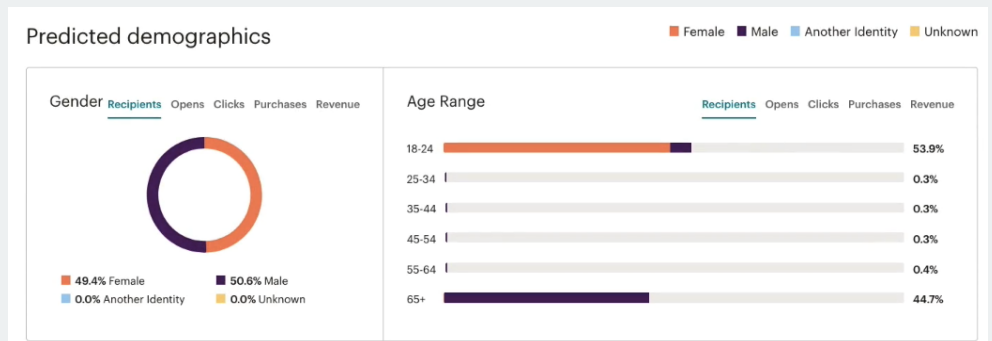 Predicted demographics
Female Male Another Identity Unknown
Gender Recipients Opens Clicks Purchases Revenue
49.4% Female 50.6% Male
0.0% Another Identity 0.0% Unknown
Age Range Recipients Opens Clicks Purchases Revenue
18-24 53.9%
25-34 0.3%
35-44 0.3%
45-54 0.3%
55-64 0.4%
65+ 44.7%